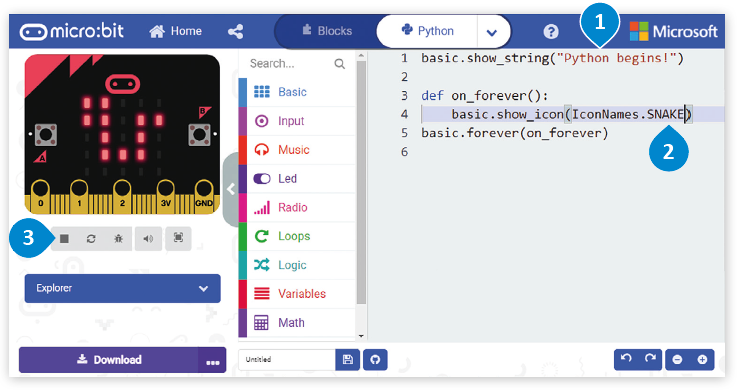 micro:bit Home Blocks Python ? 1 Microsoft
Search...
Basic
Input
Music
Led
Radio
Loops
Logic
Variables
Math
1 basic.show_string("Python begins!")
2
3 def on_forever():
4 basic.show_icon(IconNames.SNAKE)
5 basic.forever(on_forever)
6
2
B
A
0 1 2 3V GND
3
Explorer
Download ...
Untitled